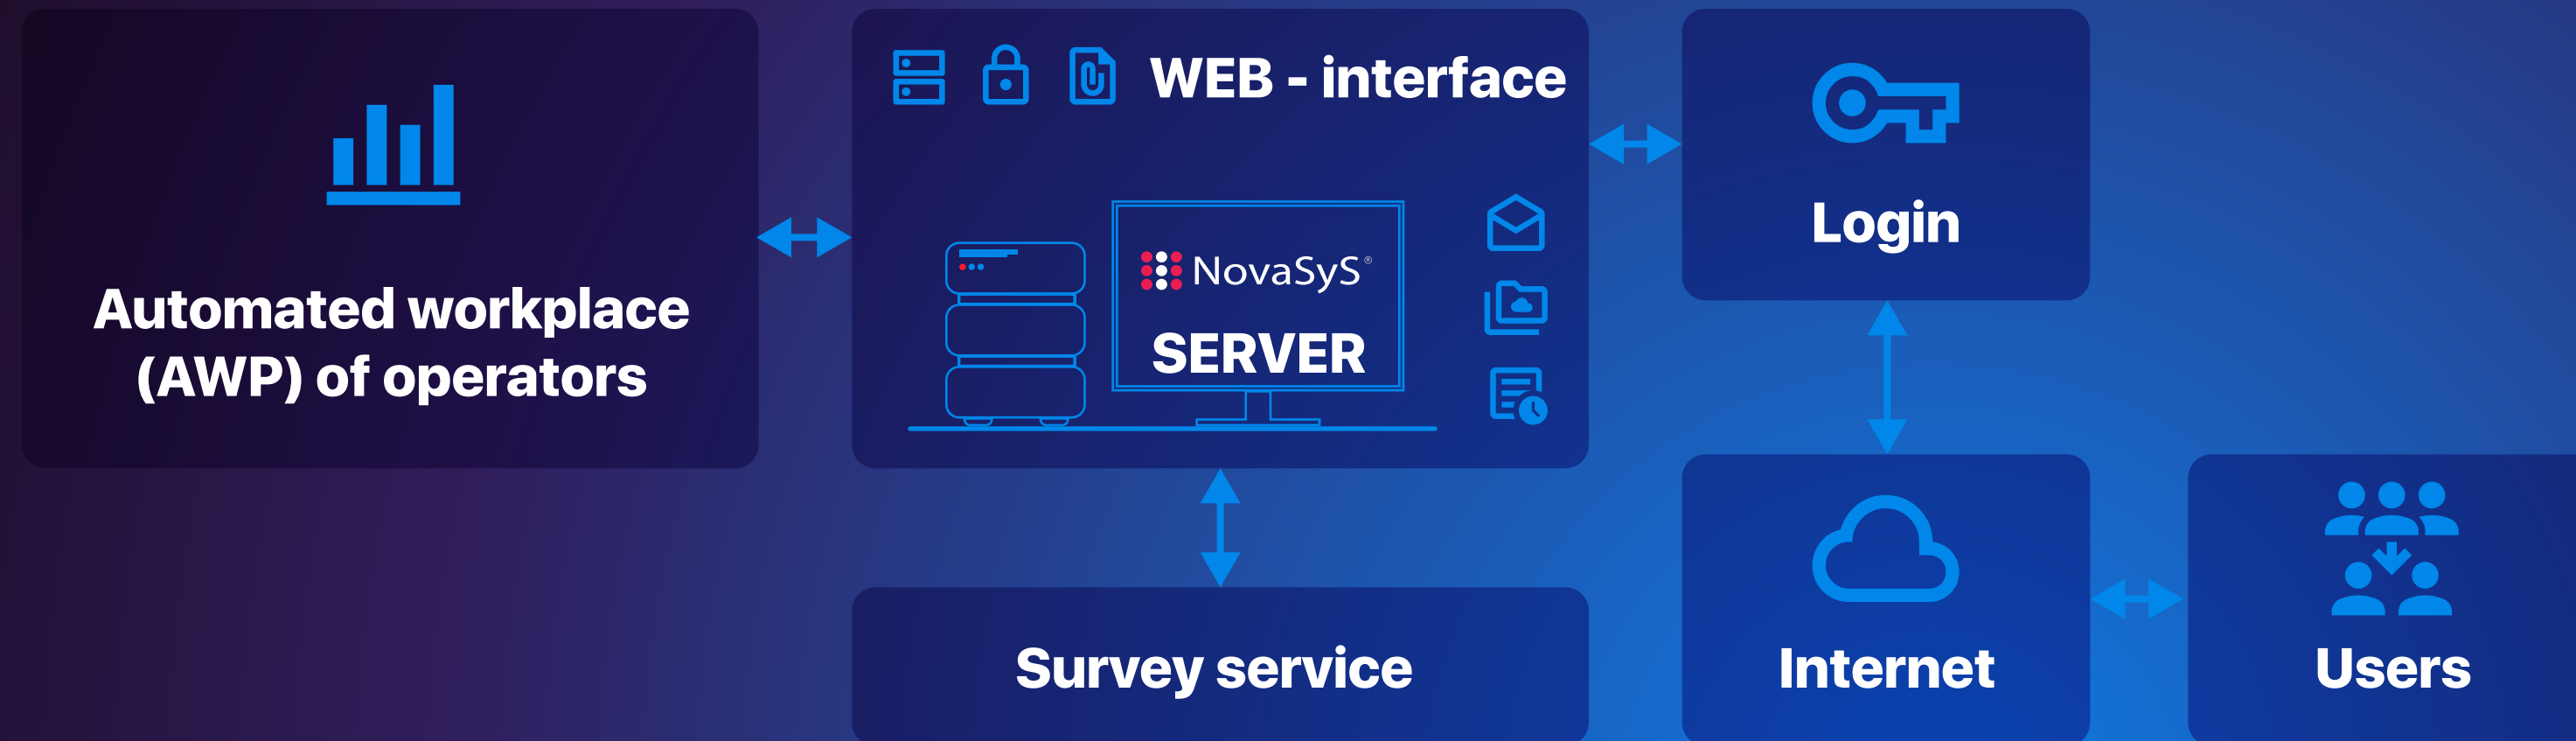 WEB - interface
Login
NovaSyS®
SERVER
Automated workplace
(AWP) of operators
Survey service
Internet
Users